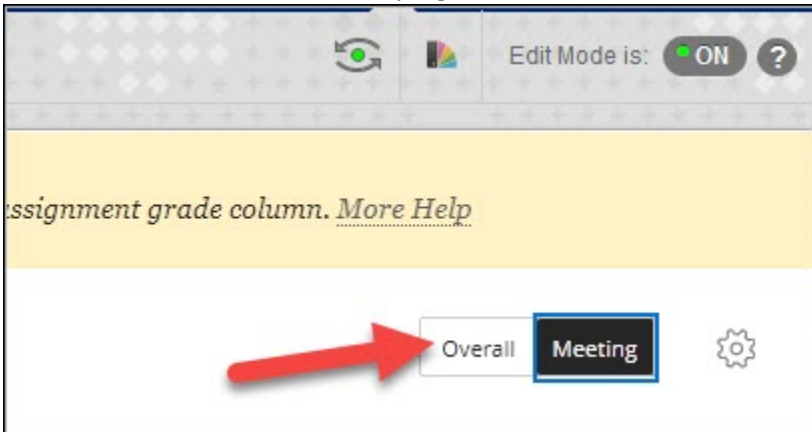 Edit Mode is: ON ?
ssignment grade column. More Help
Overall Meeting